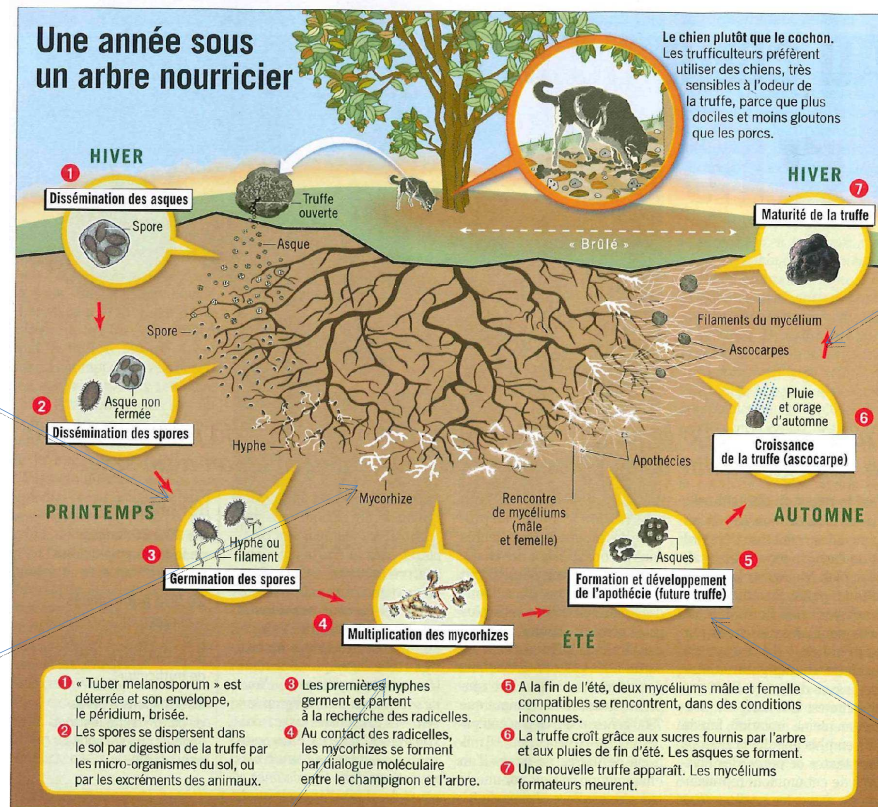 Une année sous
un arbre nourricier
Le chien plutôt que le cochon.
Les trufficulteurs préfèrent
utiliser des chiens, très
sensibles à l'odeur de
la truffe, parce que plus
dociles et moins gloutons
que les porcs.
HIVER
1
Dissémination des asques
Spore
Truffe
ouverte
Asque
Spore
« Brûlé »
HIVER
7
Maturité de la truffe
Filaments du mycélium
Ascocarpes
2
Asque non
fermée
Dissémination des spores
Pluie
et orage
d'automne
6
Croissance
de la truffe (ascocarpe)
Hyphe
Mycorhize
Rencontre
de mycéliums
(mâle
et femelle)
Apothécies
PRINTEMPS
AUTOMNE
3
Hyphe ou
filament
Germination des spores
Asques
5
Formation et développement
de l'apothécie (future truffe)
4
Multiplication des mycorhizes
ÉTÉ
1 « Tuber melanosporum » est
déterrée et son enveloppe,
le péridium, brisée.
2 Les spores se dispersent dans
le sol par digestion de la truffe par
les micro-organismes du sol, ou
par les excréments des animaux.
3 Les premières hyphes
germent et partent
à la recherche des radicelles.
4 Au contact des radicelles,
les mycorhizes se forment
par dialogue moléculaire
entre le champignon et l'arbre.
5 A la fin de l'été, deux mycéliums mâle et femelle
compatibles se rencontrent, dans des conditions
inconnues.
6 La truffe croît grâce aux sucres fournis par l'arbre
et aux pluies de fin d'été. Les asques se forment.
7 Une nouvelle truffe apparaît. Les mycéliums
formateurs meurent.